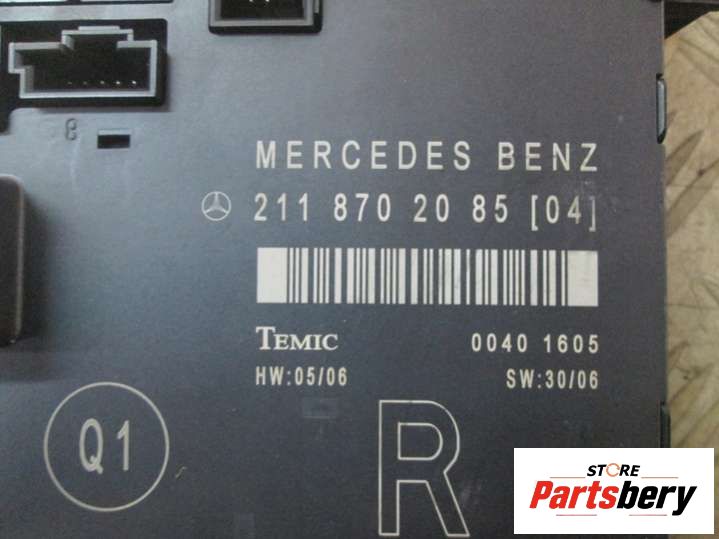 8
MERCEDES BENZ
211 870 20 85 [04]
TEMIC 0040 1605
HW:05/06 SW:30/06
Q1
R
STORE
Partsbery